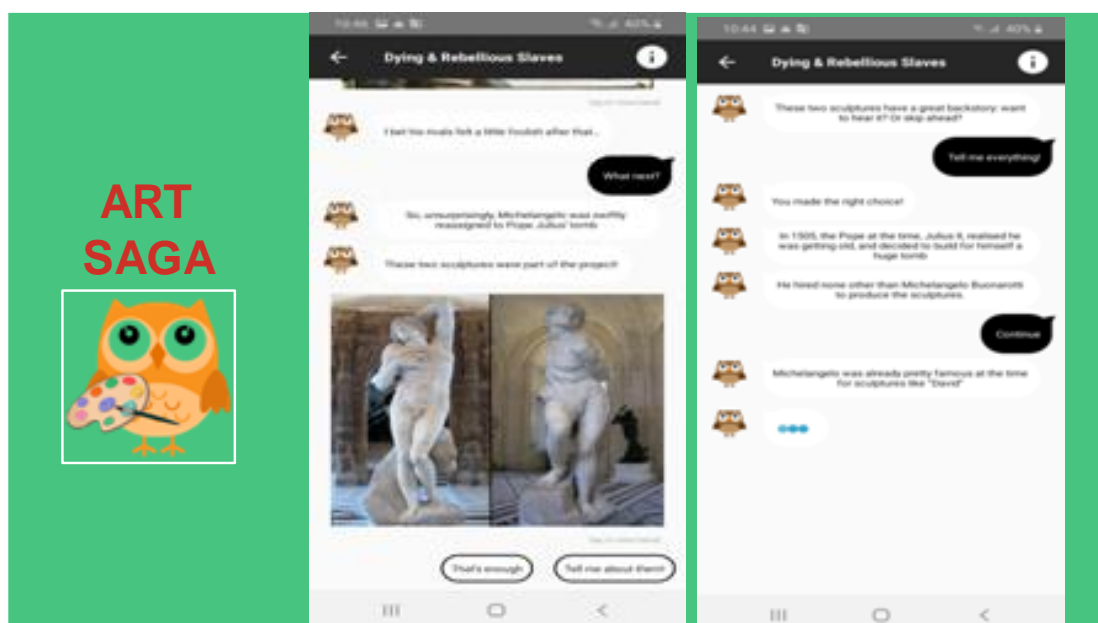 ART
SAGA
10:46
40%
Dying & Rebellious Slaves
I bet his rivals felt a little foolish after that...
What next?
So, unsurprisingly, Michelangelo was swiftly
reassigned to Pope Julius' tomb
These two sculptures were part of the project!
That's enough
Tell me about them!
10:44
40%
Dying & Rebellious Slaves
These two sculptures have a great backstory: want
to hear it? Or skip ahead?
Tell me everything!
You made the right choice!
In 1505, the Pope at the time, Julius II, realised he
was getting old, and decided to build for himself a
huge tomb
He hired none other than Michelangelo Buonarotti
to produce the sculptures.
Continue
Michelangelo was already pretty famous at the time
for sculptures like "David"